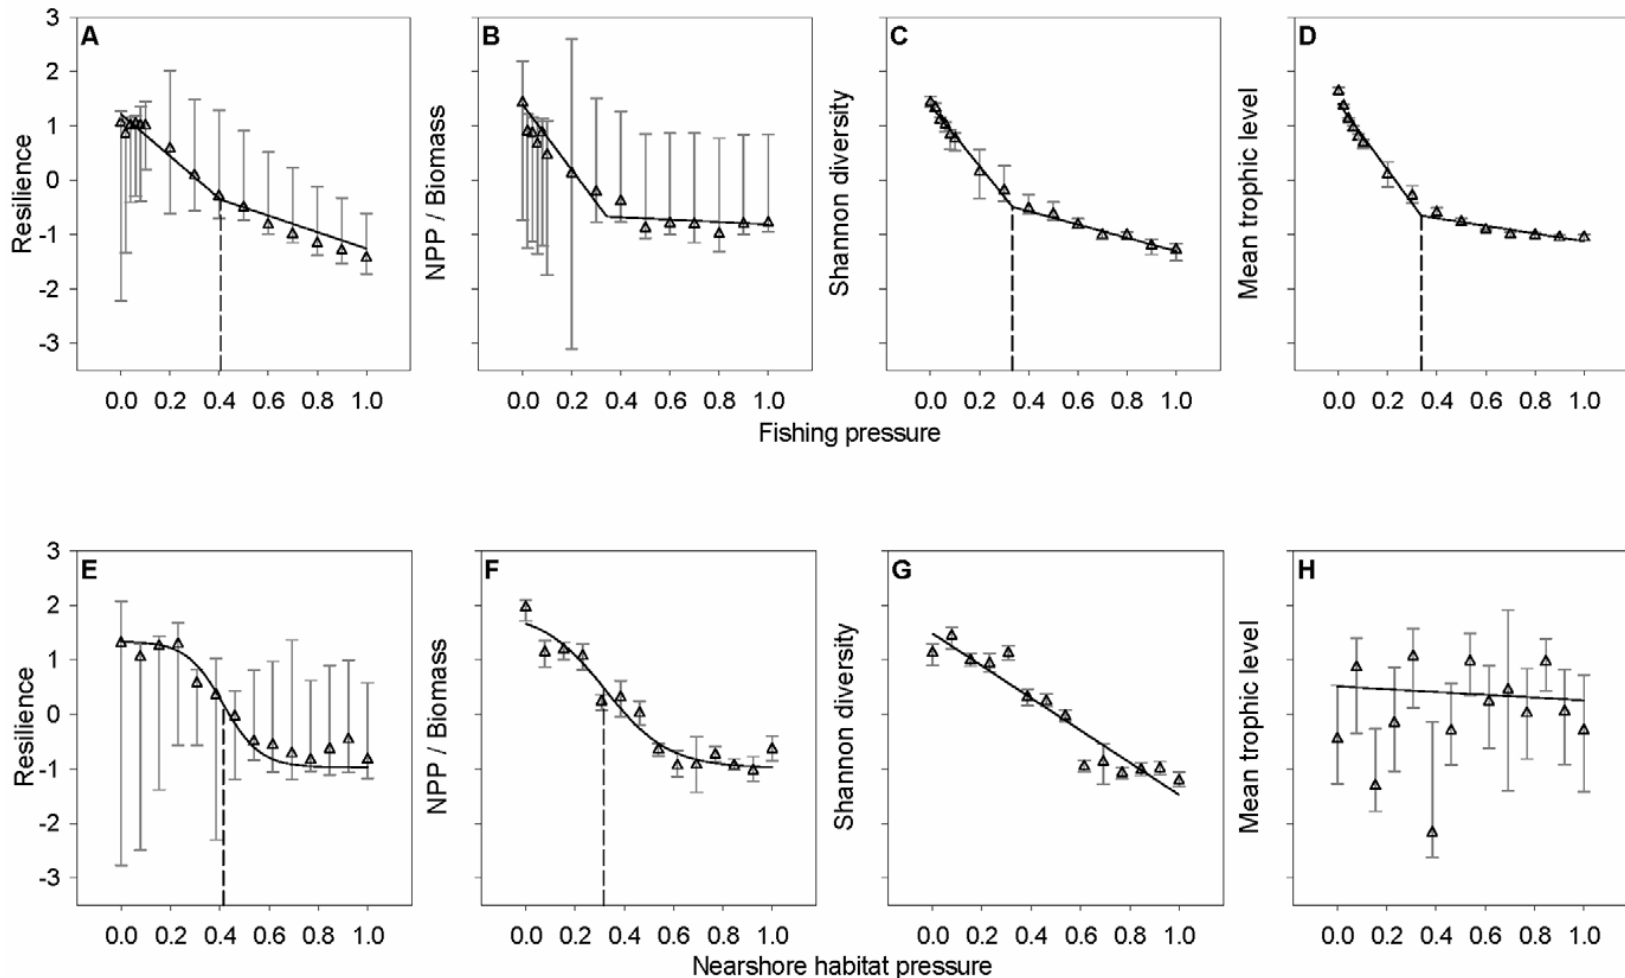 A
B
C
D
3
2
1
0
-1
-2
-3
Resilience
NPP / Biomass
Shannon diversity
Mean trophic level
0.0 0.2 0.4 0.6 0.8 1.0
0.0 0.2 0.4 0.6 0.8 1.0
0.0 0.2 0.4 0.6 0.8 1.0
0.0 0.2 0.4 0.6 0.8 1.0
Fishing pressure
E
F
G
H
3
2
1
0
-1
-2
-3
Resilience
NPP / Biomass
Shannon diversity
Mean trophic level
0.0 0.2 0.4 0.6 0.8 1.0
0.0 0.2 0.4 0.6 0.8 1.0
0.0 0.2 0.4 0.6 0.8 1.0
0.0 0.2 0.4 0.6 0.8 1.0
Nearshore habitat pressure